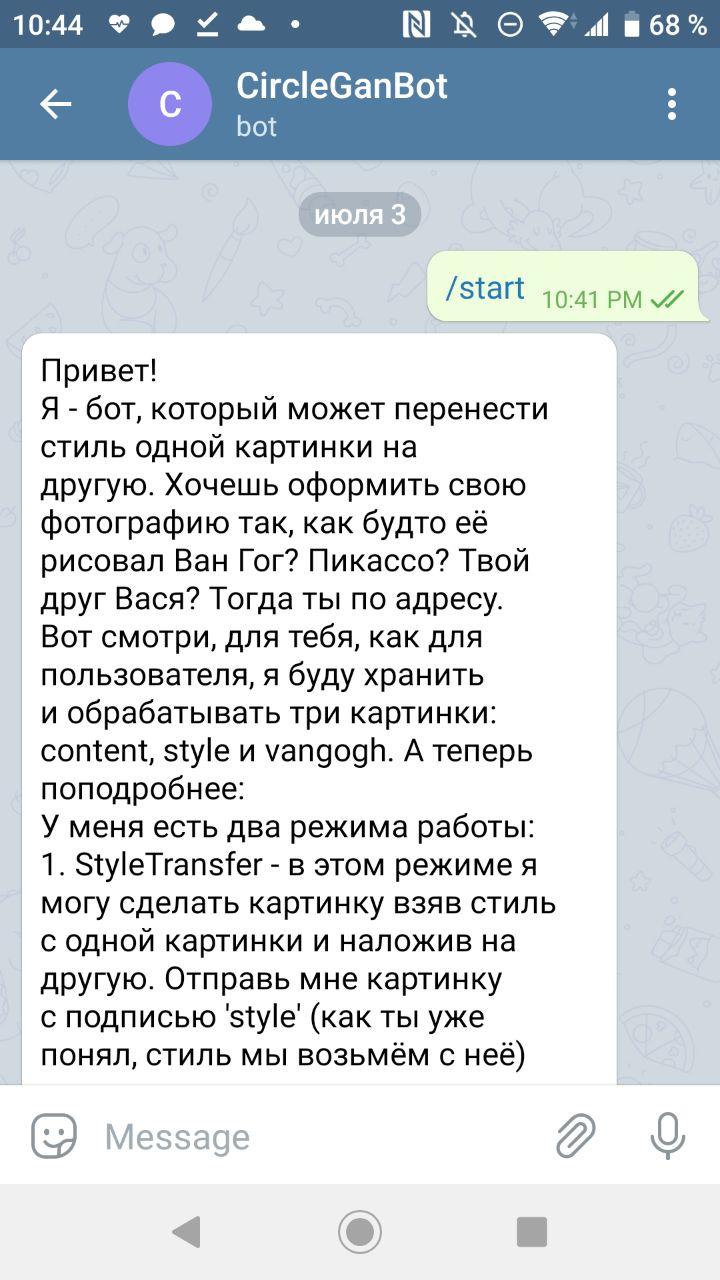 10:44
68 %
C
CircleGanBot
bot
июля 3
/start
10:41 PM
Привет!
Я - бот, который может перенести
стиль одной картинки на
другую. Хочешь оформить свою
фотографию так, как будто её
рисовал Ван Гог? Пикассо? Твой
друг Вася? Тогда ты по адресу.
Вот смотри, для тебя, как для
пользователя, я буду хранить
и обрабатывать три картинки:
content, style и vangogh. А теперь
поподробнее:
У меня есть два режима работы:
1. StyleTransfer - в этом режиме я
могу сделать картинку взяв стиль
с одной картинки и наложив на
другую. Отправь мне картинку
с подписью 'style' (как ты уже
понял, стиль мы возьмём с неё)
Message